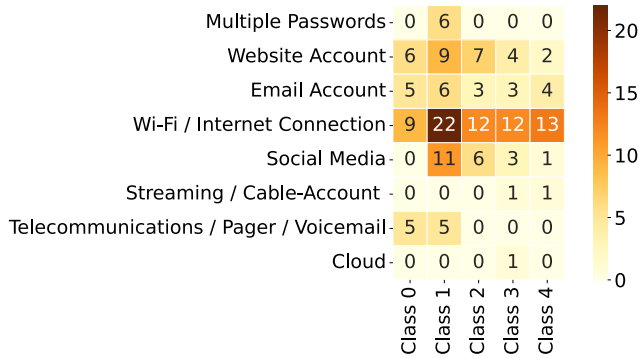 Multiple Passwords 0 6 0 0 0
Website Account 6 9 7 4 2
Email Account 5 6 3 3 4
Wi-Fi / Internet Connection 9 22 12 12 13
Social Media 0 11 6 3 1
Streaming / Cable-Account 0 0 0 1 1
Telecommunications / Pager / Voicemail 5 5 0 0 0
Cloud 0 0 0 1 0
Class 0
Class 1
Class 2
Class 3
Class 4
20
15
10
5
0